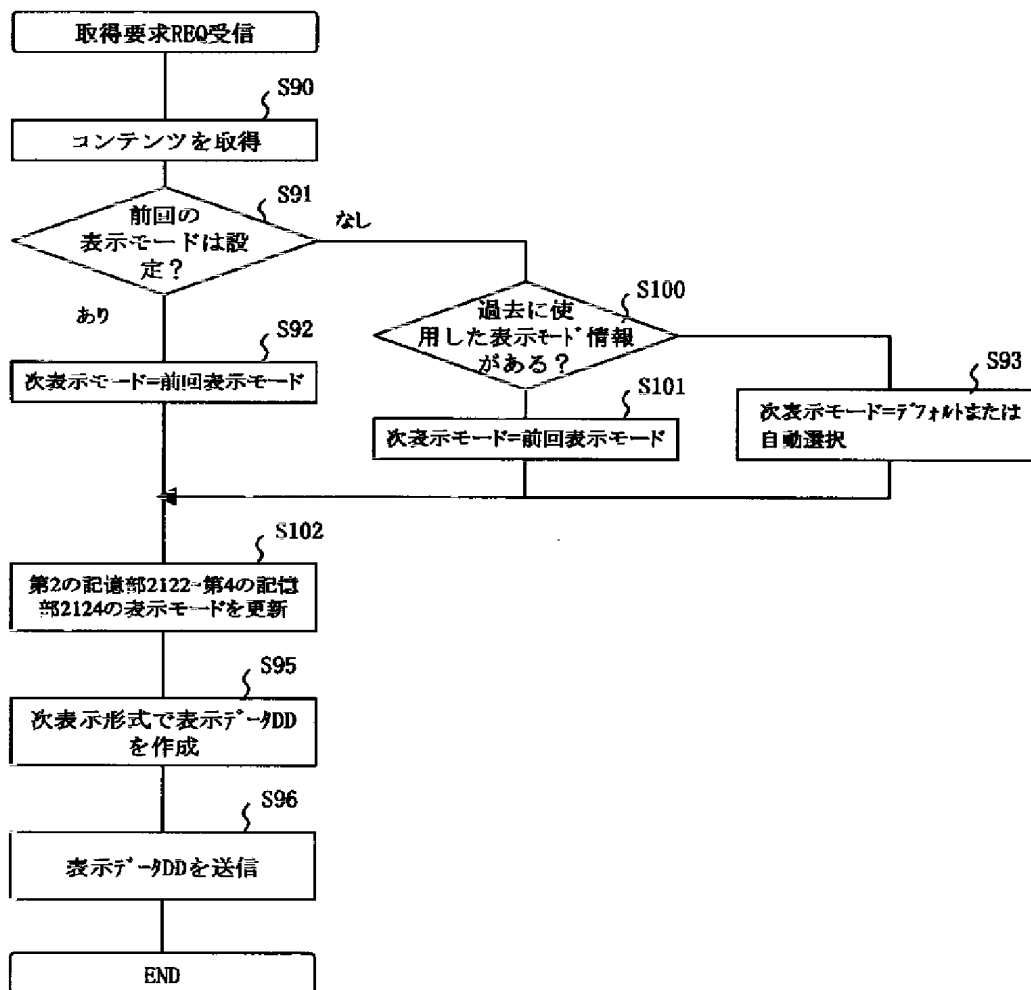 取得要求REQ受信
S90
コンテンツを取得
S91
前回の
表示モードは設
定？
なし
あり
S92
次表示モード=前回表示モード
S100
過去に使
用した表示ﾓｰﾄﾞ情報
がある？
S101
次表示モード=前回表示モード
S93
次表示モード=ﾃﾞﾌｫﾙﾄまたは
自動選択
S102
第2の記憶部2122-第4の記憶
部2124の表示モードを更新
S95
次表示形式で表示ﾃﾞｰﾀDD
を作成
S96
表示ﾃﾞｰﾀDDを送信
END